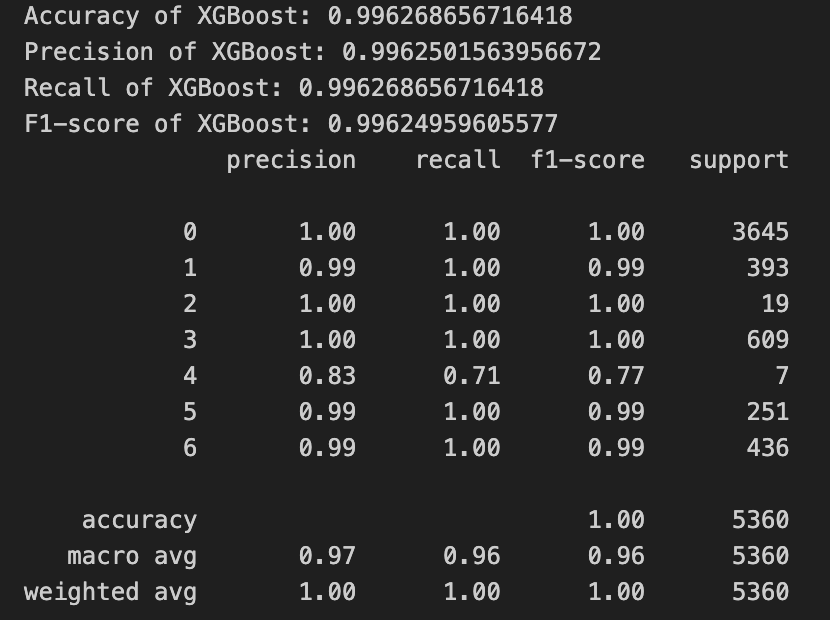 Accuracy of XGBoost: 0.996268656716418
Precision of XGBoost: 0.9962501563956672
Recall of XGBoost: 0.996268656716418
F1-score of XGBoost: 0.99624959605577
precision recall f1-score support
0 1.00 1.00 1.00 3645
1 0.99 1.00 0.99 393
2 1.00 1.00 1.00 19
3 1.00 1.00 1.00 609
4 0.83 0.71 0.77 7
5 0.99 1.00 0.99 251
6 0.99 1.00 0.99 436
accuracy 1.00 5360
macro avg 0.97 0.96 0.96 5360
weighted avg 1.00 1.00 1.00 5360